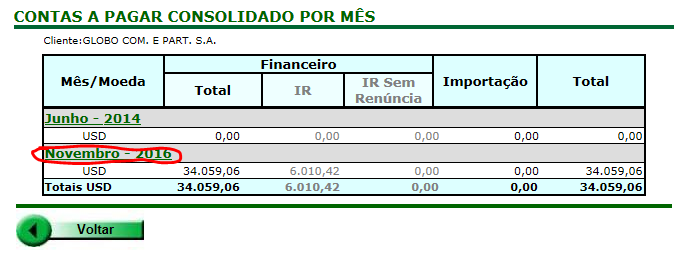 CONTAS A PAGAR CONSOLIDADO POR MÊS
Cliente:GLOBO COM. E PART. S.A.
Mês/Moeda Financeiro Importação Total
Total IR IR Sem Renúncia
Junho - 2014
USD 0,00 0,00 0,00 0,00 0,00
Novembro - 2016
USD 34.059,06 6.010,42 0,00 0,00 34.059,06
Totais USD 34.059,06 6.010,42 0,00 0,00 34.059,06
Voltar